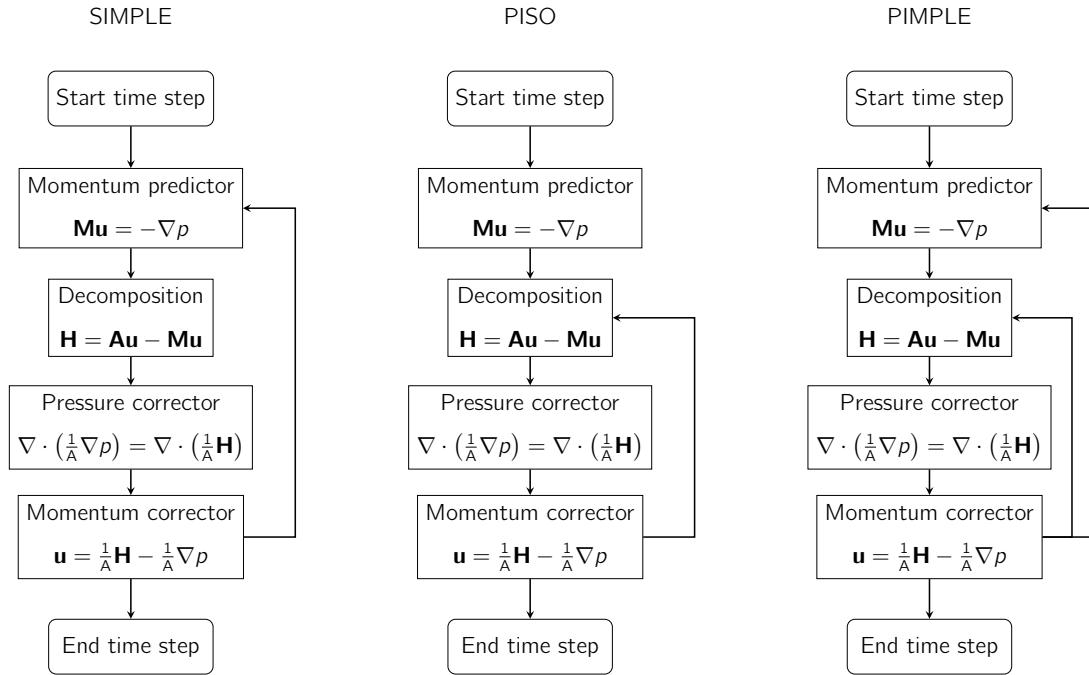 SIMPLE
Start time step
Momentum predictor
𝐌𝐮 = −∇p
Decomposition
𝐇 = 𝐀𝐮 − 𝐌𝐮
Pressure corrector
∇ · (1/A ∇p) = ∇ · (1/A 𝐇)
Momentum corrector
𝐮 = 1/A 𝐇 − 1/A ∇p
End time step
PISO
Start time step
Momentum predictor
𝐌𝐮 = −∇p
Decomposition
𝐇 = 𝐀𝐮 − 𝐌𝐮
Pressure corrector
∇ · (1/A ∇p) = ∇ · (1/A 𝐇)
Momentum corrector
𝐮 = 1/A 𝐇 − 1/A ∇p
End time step
PIMPLE
Start time step
Momentum predictor
𝐌𝐮 = −∇p
Decomposition
𝐇 = 𝐀𝐮 − 𝐌𝐮
Pressure corrector
∇ · (1/A ∇p) = ∇ · (1/A 𝐇)
Momentum corrector
𝐮 = 1/A 𝐇 − 1/A ∇p
End time step